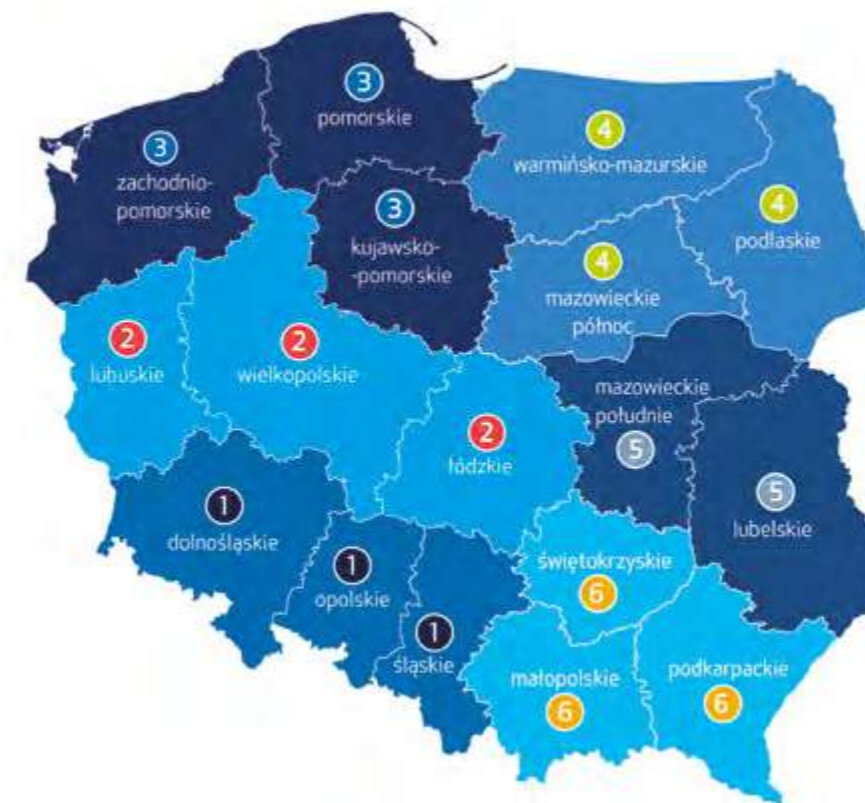 3
pomorskie
3
zachodnio-
pomorskie
3
kujawsko-
-pomorskie
4
warmińsko-mazurskie
4
podlaskie
4
mazowieckie
północ
2
lubuskie
2
wielkopolskie
2
łódzkie
mazowieckie
południe
5
5
lubelskie
1
dolnośląskie
1
opolskie
1
śląskie
świętokrzyskie
6
małopolskie
6
podkarpackie
6